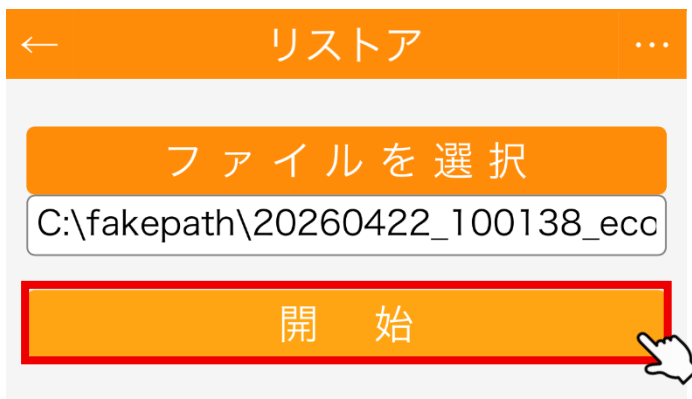 ← リストア …
ファイルを選択
C:\fakepath\20260422_100138_eco
開　始